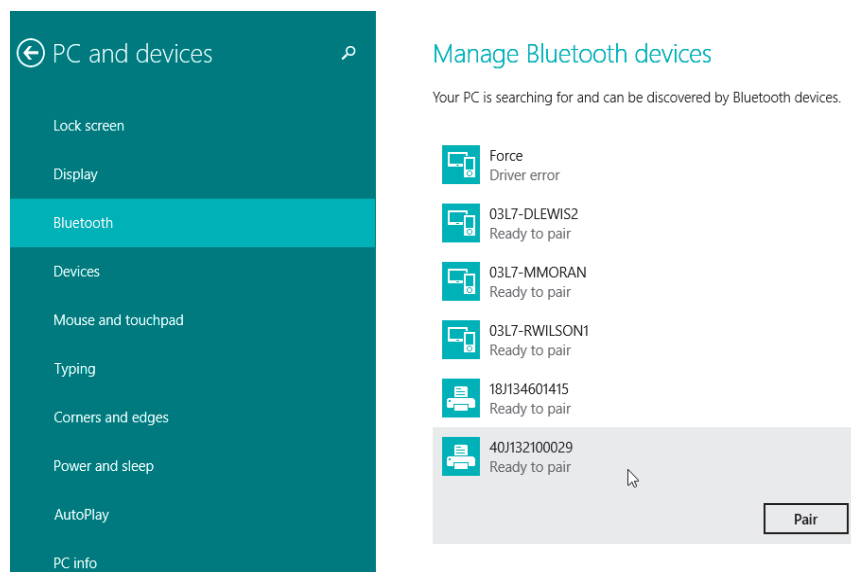 PC and devices
Lock screen
Display
Bluetooth
Devices
Mouse and touchpad
Typing
Corners and edges
Power and sleep
AutoPlay
PC info
Manage Bluetooth devices
Your PC is searching for and can be discovered by Bluetooth devices.
Force
Driver error
03L7-DLEWIS2
Ready to pair
03L7-MMORAN
Ready to pair
03L7-RWILSON1
Ready to pair
18J134601415
Ready to pair
40J132100029
Ready to pair
Pair